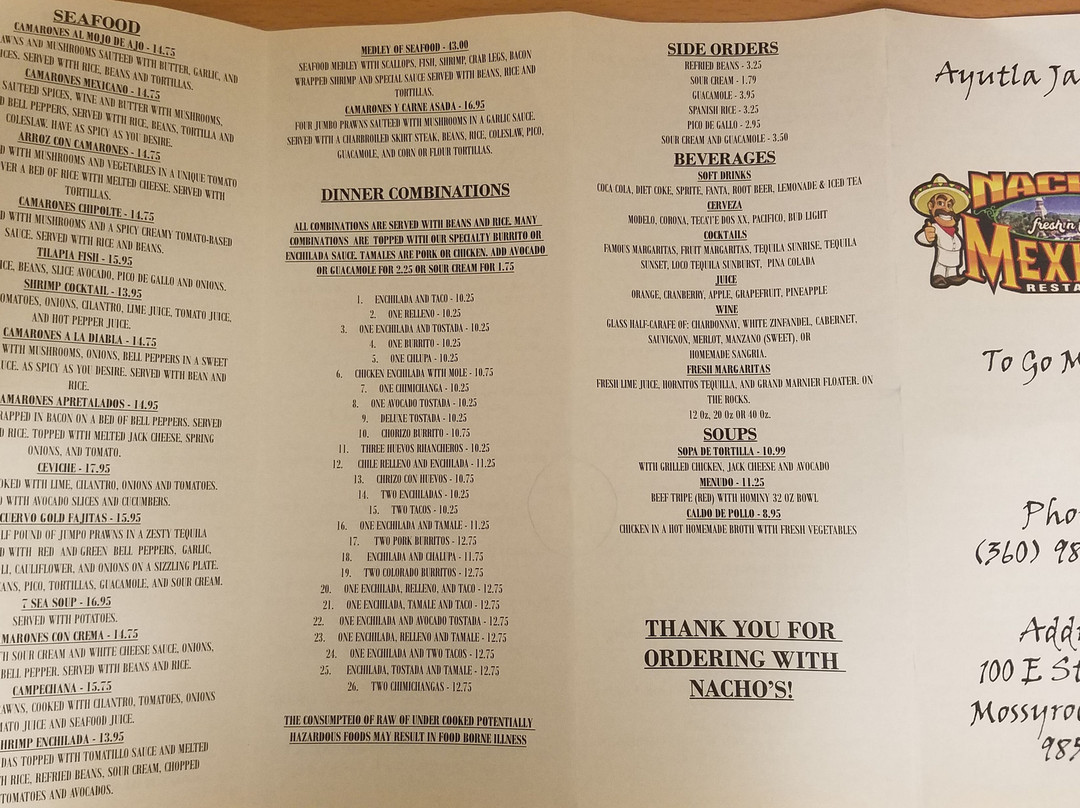 SEAFOOD
CAMARONES AL MOJO DE AJO - 14.75
AWNS AND MUSHROOMS SAUTEED WITH BUTTER, GARLIC, AND
ICES. SERVED WITH RICE, BEANS AND TORTILLAS.
CAMARONES MEXICANO - 14.75
SAUTEED SPICES, WINE AND BUTTER WITH MUSHROOMS,
D BELL PEPPERS, SERVED WITH RICE, BEANS, TORTILLA AND
COLESLAW. HAVE AS SPICY AS YOU DESIRE.
ARROZ CON CAMARONES - 14.75
D WITH MUSHROOMS AND VEGETABLES IN A UNIQUE TOMATO
VER A BED OF RICE WITH MELTED CHEESE. SERVED WITH
TORTILLAS.
CAMARONES CHIPOLTE - 14.75
D WITH MUSHROOMS AND A SPICY CREAMY TOMATO-BASED
SAUCE. SERVED WITH RICE AND BEANS.
TILAPIA FISH - 15.95
ICE, BEANS, SLICE AVOCADO, PICO DE GALLO AND ONIONS.
SHRIMP COCKTAIL - 13.95
OMATOES, ONIONS, CILANTRO, LIME JUICE, TOMATO JUICE,
AND HOT PEPPER JUICE.
CAMARONES A LA DIABLA - 14.75
WITH MUSHROOMS, ONIONS, BELL PEPPERS IN A SWEET
UCE. AS SPICY AS YOU DESIRE. SERVED WITH BEAN AND
RICE.
AMARONES APRETALADOS - 14.95
RAPPED IN BACON ON A BED OF BELL PEPPERS. SERVED
D RICE. TOPPED WITH MELTED JACK CHEESE, SPRING
ONIONS, AND TOMATO.
CEVICHE - 17.95
OKED WITH LIME, CILANTRO, ONIONS AND TOMATOES.
D WITH AVOCADO SLICES AND CUCUMBERS.
CUERVO GOLD FAJITAS - 15.95
LF POUND OF JUMPO PRAWNS IN A ZESTY TEQUILA
D WITH RED AND GREEN BELL PEPPERS, GARLIC,
LI, CAULIFLOWER, AND ONIONS ON A SIZZLING PLATE.
ANS, PICO, TORTILLAS, GUACAMOLE, AND SOUR CREAM.
7 SEA SOUP - 16.95
SERVED WITH POTATOES.
MARONES CON CREMA - 14.75
TH SOUR CREAM AND WHITE CHEESE SAUCE, ONIONS,
BELL PEPPER. SERVED WITH BEANS AND RICE.
CAMPECHANA - 15.75
AWNS, COOKED WITH CILANTRO, TOMATOES, ONIONS
ATO JUICE AND SEAFOOD JUICE.
HRIMP ENCHILADA - 13.95
DAS TOPPED WITH TOMATILLO SAUCE AND MELTED
H RICE, REFRIED BEANS, SOUR CREAM, CHOPPED
TOMATOES AND AVOCADOS.
MEDLEY OF SEAFOOD - 43.00
SEAFOOD MEDLEY WITH SCALLOPS, FISH, SHRIMP, CRAB LEGS, BACON
WRAPPED SHRIMP AND SPECIAL SAUCE SERVED WITH BEANS, RICE AND
TORTILLAS.
CAMARONES Y CARNE ASADA - 16.95
FOUR JUMBO PRAWNS SAUTEED WITH MUSHROOMS IN A GARLIC SAUCE.
SERVED WITH A CHARBROILED SKIRT STEAK, BEANS, RICE, COLESLAW, PICO,
GUACAMOLE, AND CORN OR FLOUR TORTILLAS.
DINNER COMBINATIONS
ALL COMBINATIONS ARE SERVED WITH BEANS AND RICE. MANY
COMBINATIONS ARE TOPPED WITH OUR SPECIALTY BURRITO OR
ENCHILADA SAUCE. TAMALES ARE PORK OR CHICKEN. ADD AVOCADO
OR GUACAMOLE FOR 2.25 OR SOUR CREAM FOR 1.75
1. ENCHILADA AND TACO - 10.25
2. ONE RELLENO - 10.25
3. ONE ENCHILADA AND TOSTADA - 10.25
4. ONE BURRITO - 10.25
5. ONE CHLUPA - 10.25
6. CHICKEN ENCHILADA WITH MOLE - 10.75
7. ONE CHIMICHANGA - 10.25
8. ONE AVOCADO TOSTADA - 10.25
9. DELUXE TOSTADA - 10.25
10. CHORIZO BURRITO - 10.75
11. THREE HUEVOS RHANCHEROS - 10.25
12. CHILE RELLENO AND ENCHILADA - 11.25
13. CHRIZO CON HUEVOS - 10.75
14. TWO ENCHILADAS - 10.25
15. TWO TACOS - 10.25
16. ONE ENCHILADA AND TAMALE - 11.25
17. TWO PORK BURRITOS - 12.75
18. ENCHILADA AND CHALUPA - 11.75
19. TWO COLORADO BURRITOS - 12.75
20. ONE ENCHILADA, RELLENO, AND TACO - 12.75
21. ONE ENCHILADA, TAMALE AND TACO - 12.75
22. ONE ENCHILADA AND AVOCADO TOSTADA - 12.75
23. ONE ENCHILADA, RELLENO AND TAMALE - 12.75
24. ONE ENCHILADA AND TWO TACOS - 12.75
25. ENCHILADA, TOSTADA AND TAMALE - 12.75
26. TWO CHIMICHANGAS - 12.75
THE CONSUMPTEIO OF RAW OF UNDER COOKED POTENTIALLY
HAZARDOUS FOODS MAY RESULT IN FOOD BORNE ILLNESS
SIDE ORDERS
REFRIED BEANS - 3.25
SOUR CREAM - 1.79
GUACAMOLE - 3.95
SPANISH RICE - 3.25
PICO DE GALLO - 2.95
SOUR CREAM AND GUACAMOLE - 3.50
BEVERAGES
SOFT DRINKS
COCA COLA, DIET COKE, SPRITE, FANTA, ROOT BEER, LEMONADE & ICED TEA
CERVEZA
MODELO, CORONA, TECATE DOS XX, PACIFICO, BUD LIGHT
COCKTAILS
FAMOUS MARGARITAS, FRUIT MARGARITAS, TEQUILA SUNRISE, TEQUILA
SUNSET, LOCO TEQUILA SUNBURST, PINA COLADA
JUICE
ORANGE, CRANBERRY, APPLE, GRAPEFRUIT, PINEAPPLE
WINE
GLASS HALF-CARAFE OF: CHARDONNAY, WHITE ZINFANDEL, CABERNET,
SAUVIGNON, MERLOT, MANZANO (SWEET). OR
HOMEMADE SANGRIA.
FRESH MARGARITAS
FRESH LIME JUICE, HORNITOS TEQUILA, AND GRAND MARNIER FLOATER. ON
THE ROCKS.
12 Oz, 20 Oz OR 40 Oz.
SOUPS
SOPA DE TORTILLA - 10.99
WITH GRILLED CHICKEN, JACK CHEESE AND AVOCADO
MENUDO - 11.25
BEEF TRIPE (RED) WITH HOMINY 32 OZ BOWL
CALDO DE POLLO - 8.95
CHICKEN IN A HOT HOMEMADE BROTH WITH FRESH VEGETABLES
THANK YOU FOR
ORDERING WITH
NACHO'S!
Ayutla Ja
NACH
fresh'n
MEXI
RESTA
To Go M
Pho
(360) 98
Addr
100 E St
Mossyro
985